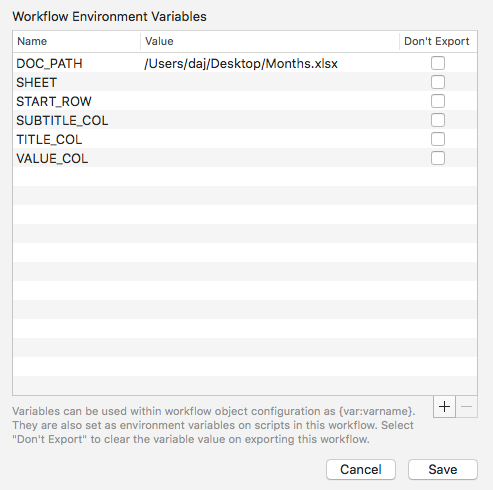 Workflow Environment Variables
Name Value Don't Export
DOC_PATH /Users/daj/Desktop/Months.xlsx
SHEET
START_ROW
SUBTITLE_COL
TITLE_COL
VALUE_COL
+ −
Variables can be used within workflow object configuration as {var:varname}.
They are also set as environment variables on scripts in this workflow. Select
"Don't Export" to clear the variable value on exporting this workflow.
Cancel Save